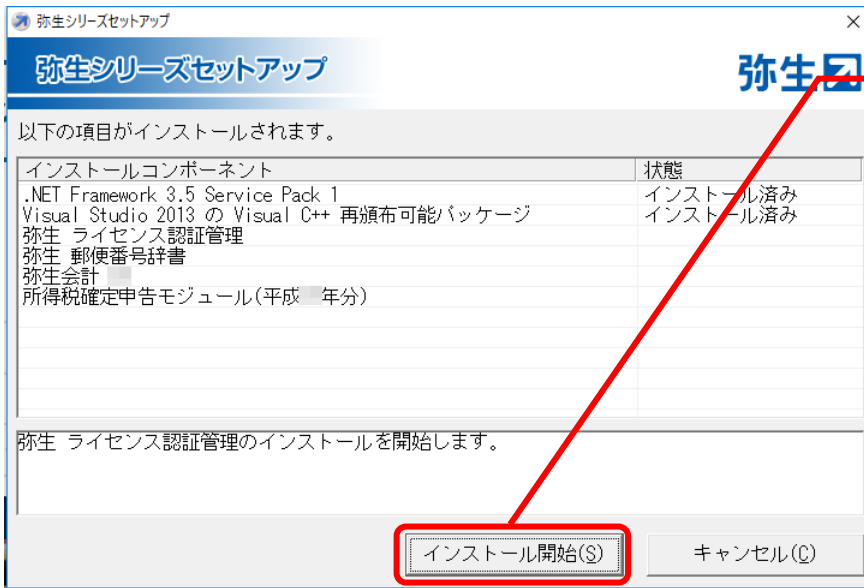 弥生シリーズセットアップ
弥生シリーズセットアップ
弥生
以下の項目がインストールされます。
インストールコンポーネント 状態
.NET Framework 3.5 Service Pack 1 インストール済み
Visual Studio 2013 の Visual C++ 再頒布可能パッケージ インストール済み
弥生 ライセンス認証管理
弥生 郵便番号辞書
弥生会計
所得税確定申告モジュール(平成 年分)
弥生 ライセンス認証管理のインストールを開始します。
インストール開始(S) キャンセル(C)